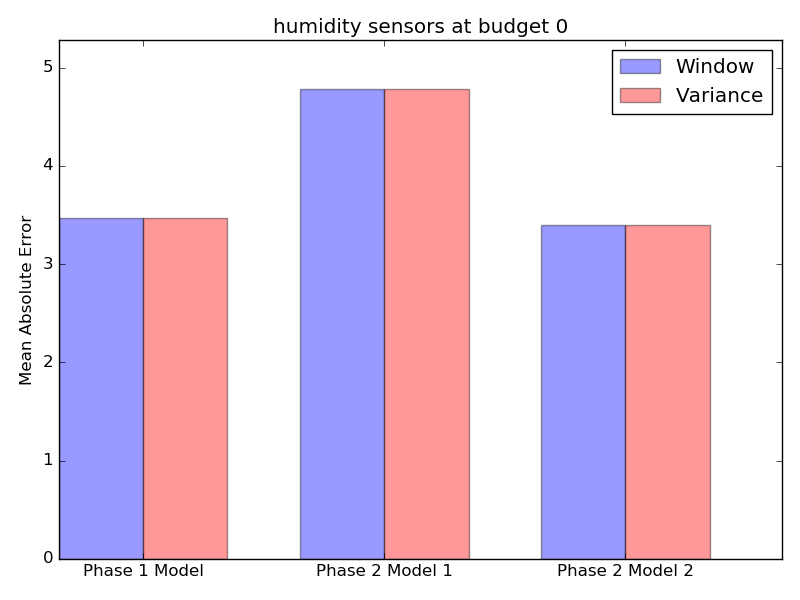 humidity sensors at budget 0
Window
Variance
Mean Absolute Error
5
4
3
2
1
0
Phase 1 Model
Phase 2 Model 1
Phase 2 Model 2